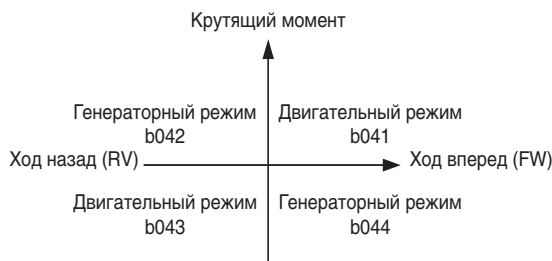 Крутящий момент
Генераторный режим
b042
Двигательный режим
b041
Ход назад (RV)
Ход вперед (FW)
Двигательный режим
b043
Генераторный режим
b044